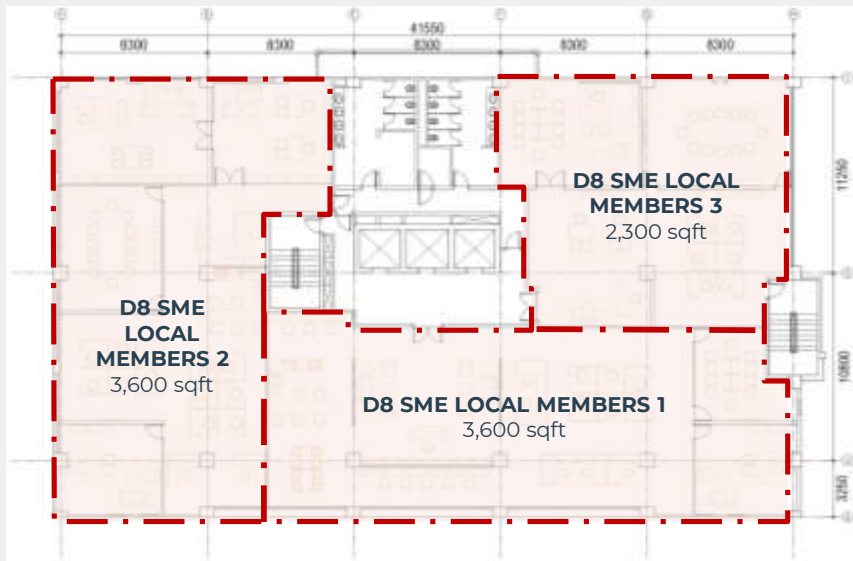 41550
8300
8300
8300
8300
11250
D8 SME LOCAL
MEMBERS 3
2,300 sqft
D8 SME
LOCAL
MEMBERS 2
3,600 sqft
D8 SME LOCAL MEMBERS 1
3,600 sqft
10800
3250